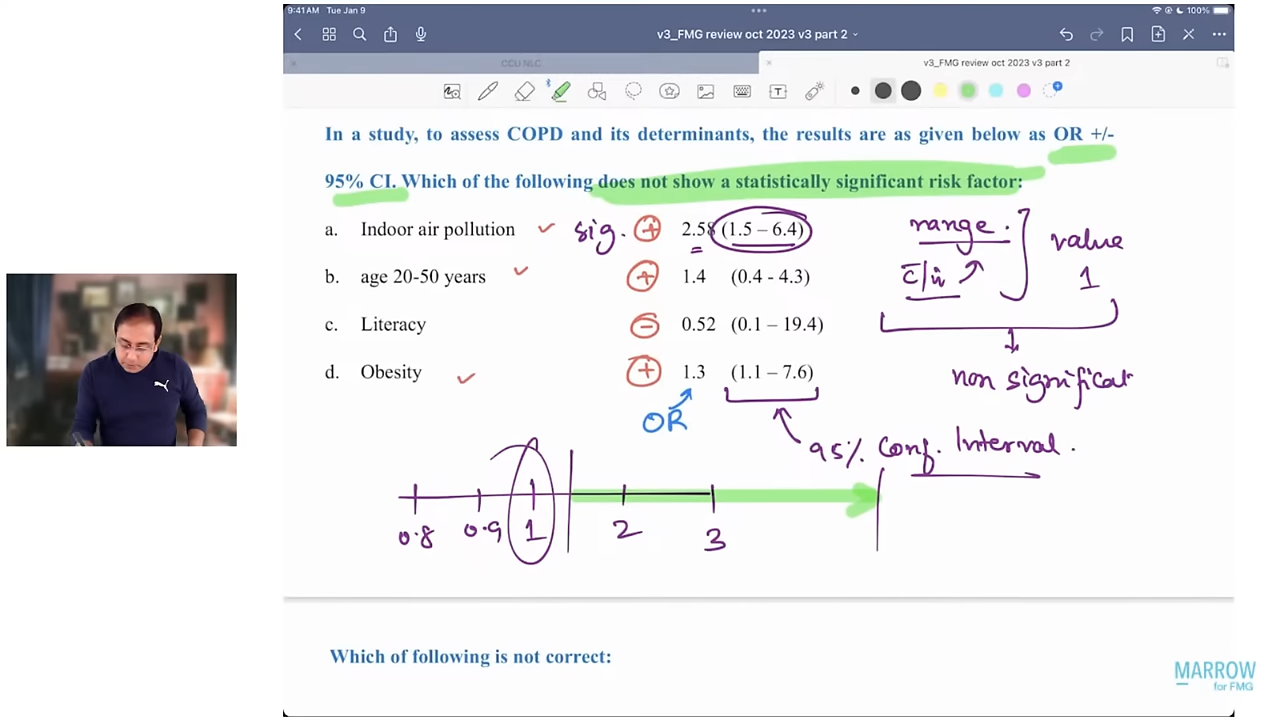 9:41 AM Tue Jan 9
100%
v3_FMG review oct 2023 v3 part 2
CCU NLC
v3_FMG review oct 2023 v3 part 2
In a study, to assess COPD and its determinants, the results are as given below as OR +/-
95% CI. Which of the following does not show a statistically significant risk factor:
a. Indoor air pollution sig. + 2.58 (1.5 – 6.4)
b. age 20-50 years + 1.4 (0.4 - 4.3)
c. Literacy − 0.52 (0.1 – 19.4)
d. Obesity + 1.3 (1.1 – 7.6)
range.
value
1
non significat
OR
95% Conf. Interval.
0.8 0.9 1 2 3
Which of following is not correct:
MARROW
for FMG